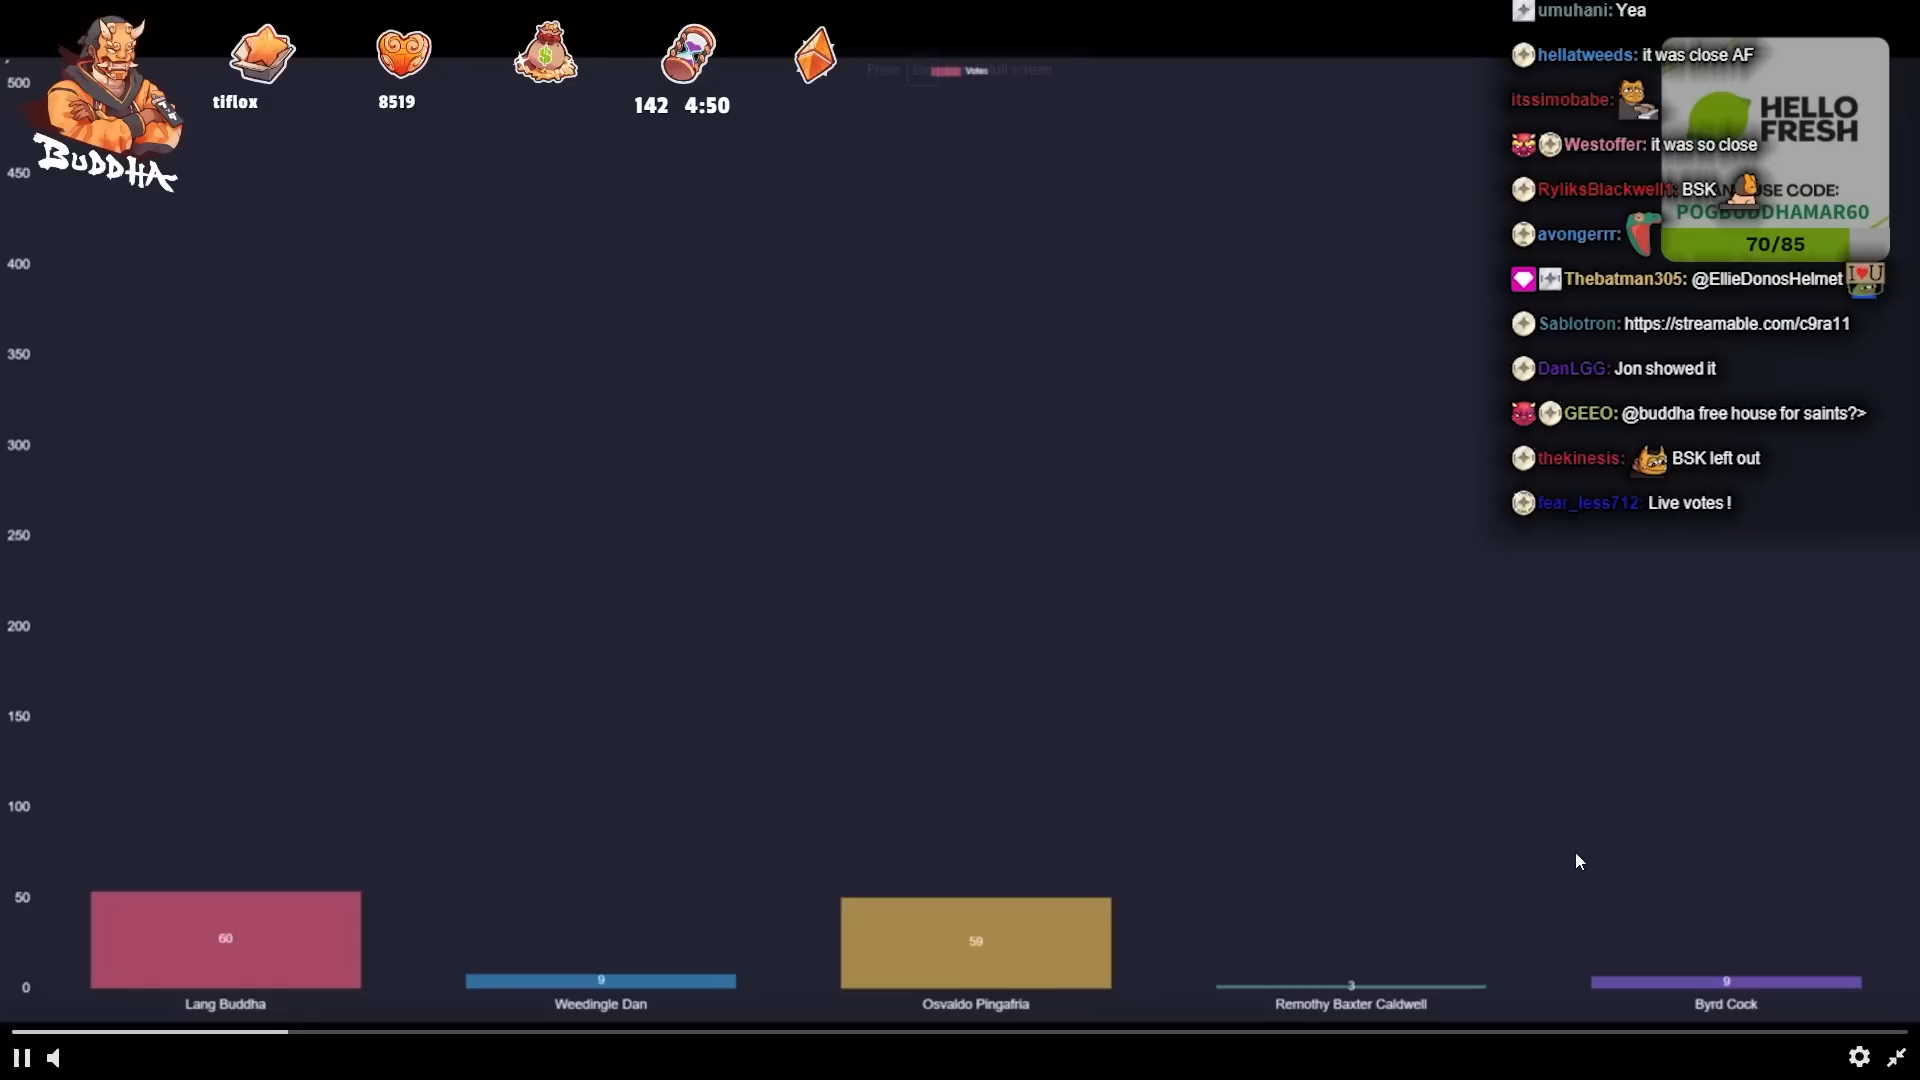 BUDDHA
tiflox
8519
142 4:50
Votes
500
450
400
350
300
250
200
150
100
50
0
60
9
59
3
9
Lang Buddha
Weedingle Dan
Osvaldo Pingafria
Remothy Baxter Caldwell
Byrd Cock
umuhani: Yea
hellatweeds: it was close AF
itssimobabe:
Westoffer: it was so close
RyliksBlackwell1: BSK
avongerrr:
Thebatman305: @EllieDonosHelmet
I ♥ U
Sablotron: https://streamable.com/c9ra11
DanLGG: Jon showed it
GEEO: @buddha free house for saints?>
thekinesis: BSK left out
fear_less712: Live votes !
HELLO
FRESH
USE CODE:
POGBUDDHAMAR60
70/85